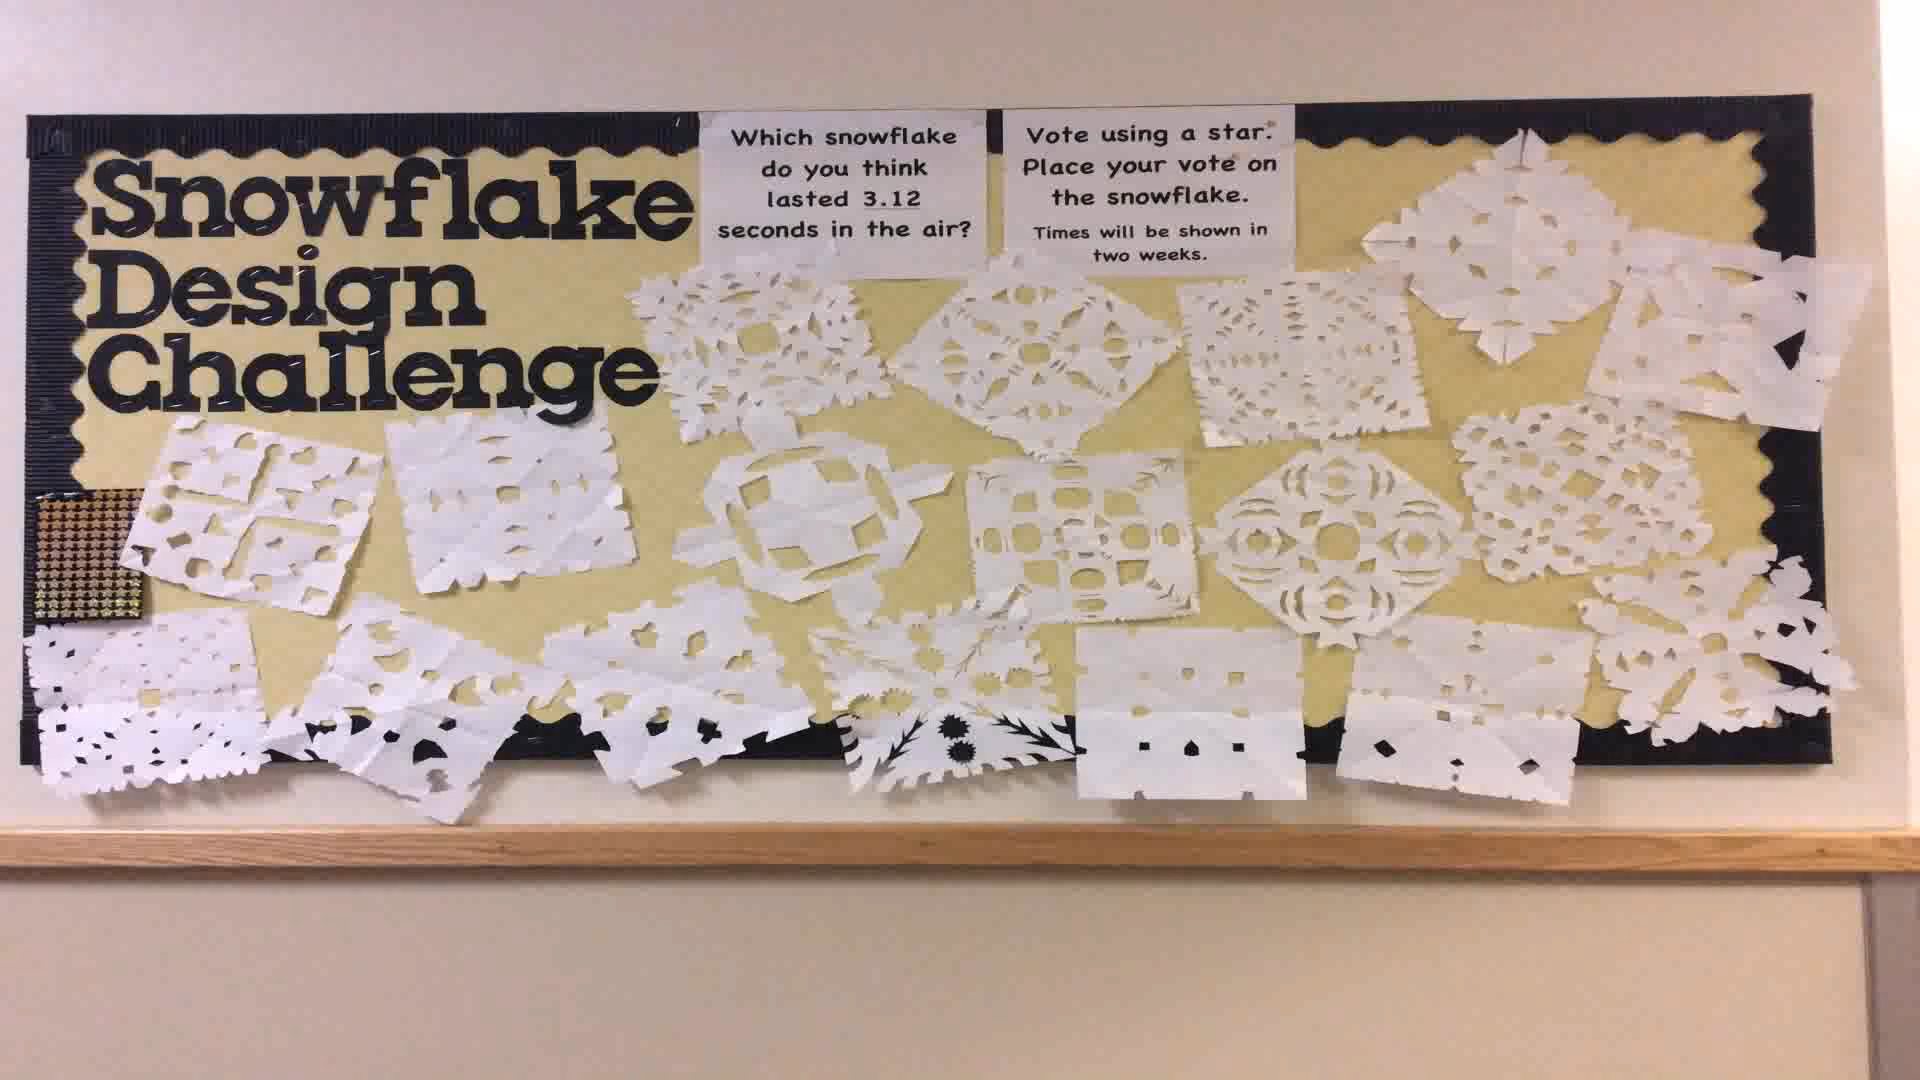 Snowflake
Design
Challenge
Which snowflake
do you think
lasted 3.12
seconds in the air?
Vote using a star.
Place your vote on
the snowflake.
Times will be shown in
two weeks.